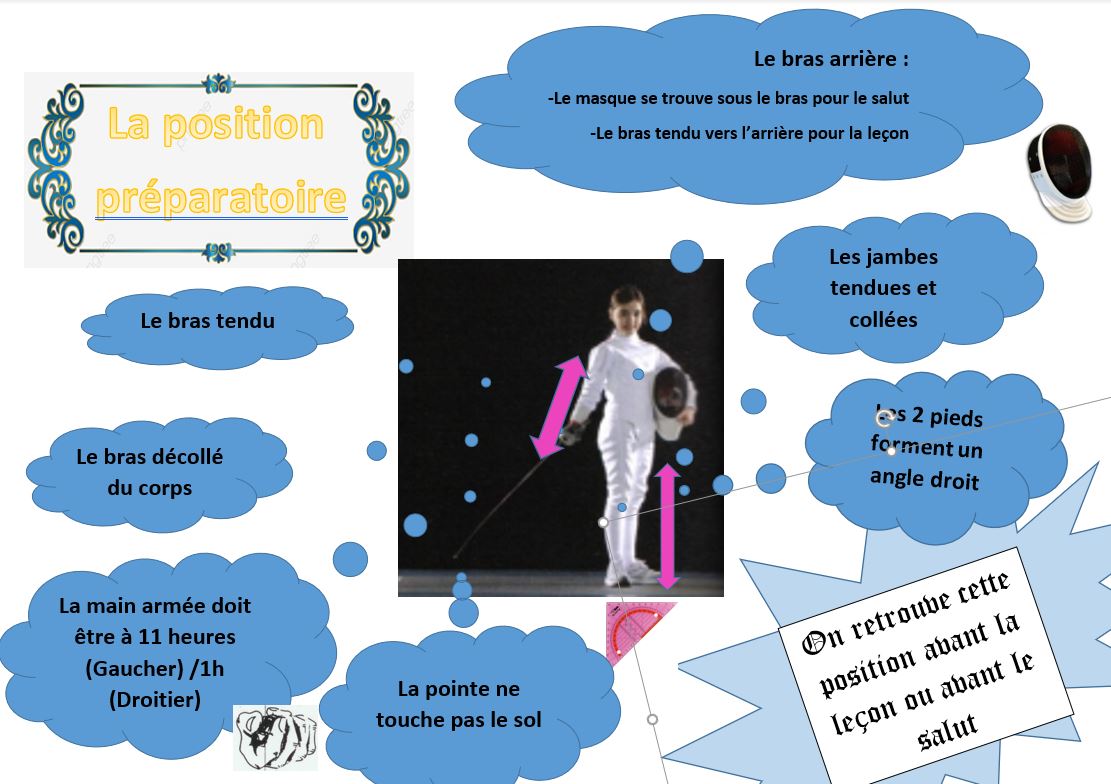 La position
préparatoire
Le bras arrière :
-Le masque se trouve sous le bras pour le salut
-Le bras tendu vers l’arrière pour la leçon
Le bras tendu
Les jambes
tendues et
collées
Le bras décollé
du corps
Les 2 pieds
forment un
angle droit
La main armée doit
être à 11 heures
(Gaucher) /1h
(Droitier)
La pointe ne
touche pas le sol
On retrouve cette
position avant la
leçon ou avant le
salut